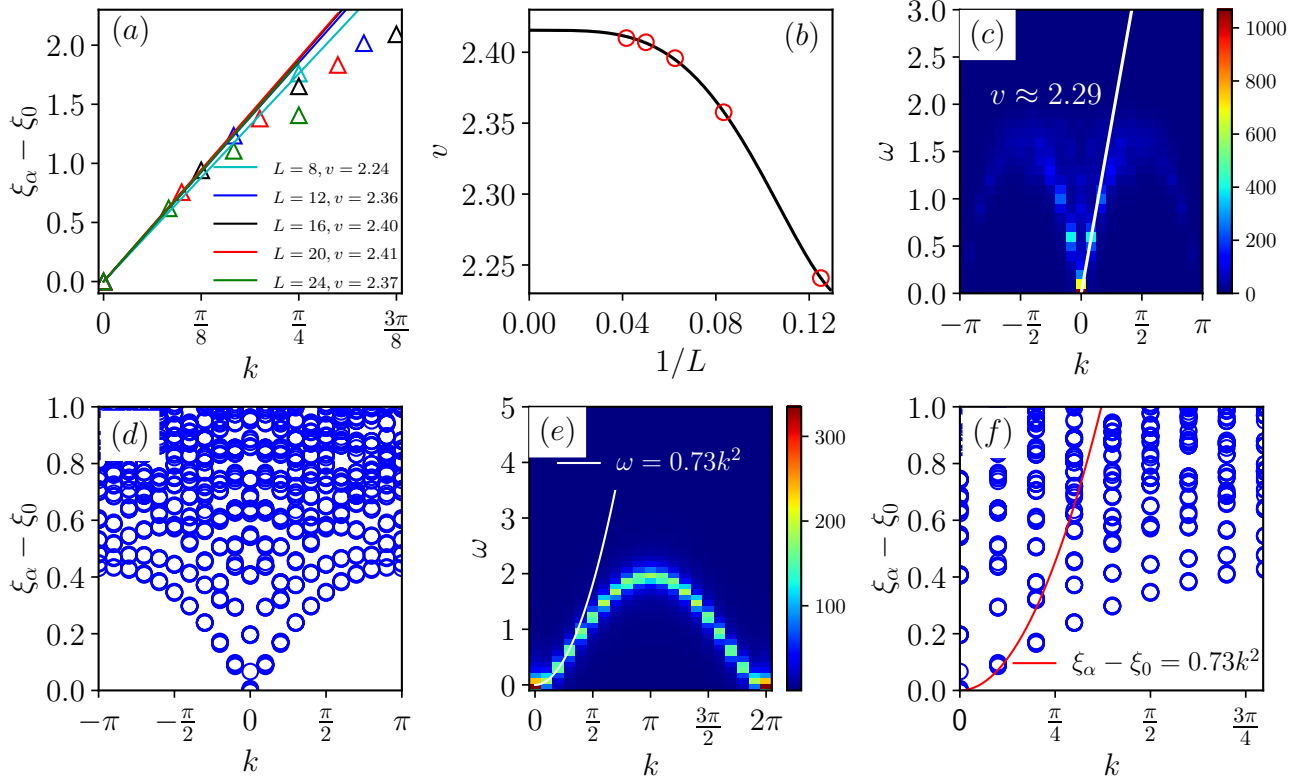 (a)
2.0
1.5
1.0
0.5
0.0
ξα − ξ0
L = 8, v = 2.24
L = 12, v = 2.36
L = 16, v = 2.40
L = 20, v = 2.41
L = 24, v = 2.37
0 π/8 π/4 3π/8
k
(b)
2.40
2.35
2.30
2.25
v
0.00 0.04 0.08 0.12
1/L
(c)
3.0
2.5
2.0
1.5
1.0
0.5
0.0
ω
v ≈ 2.29
−π −π/2 0 π/2 π
k
1000
800
600
400
200
0
(d)
1.0
0.8
0.6
0.4
0.2
0.0
ξα − ξ0
−π −π/2 0 π/2 π
k
(e)
5
4
3
2
1
0
ω
ω = 0.73k²
0 π/2 π 3π/2 2π
k
300
200
100
(f)
1.0
0.8
0.6
0.4
0.2
0.0
ξα − ξ0
ξα − ξ0 = 0.73k²
0 π/4 π/2 3π/4
k